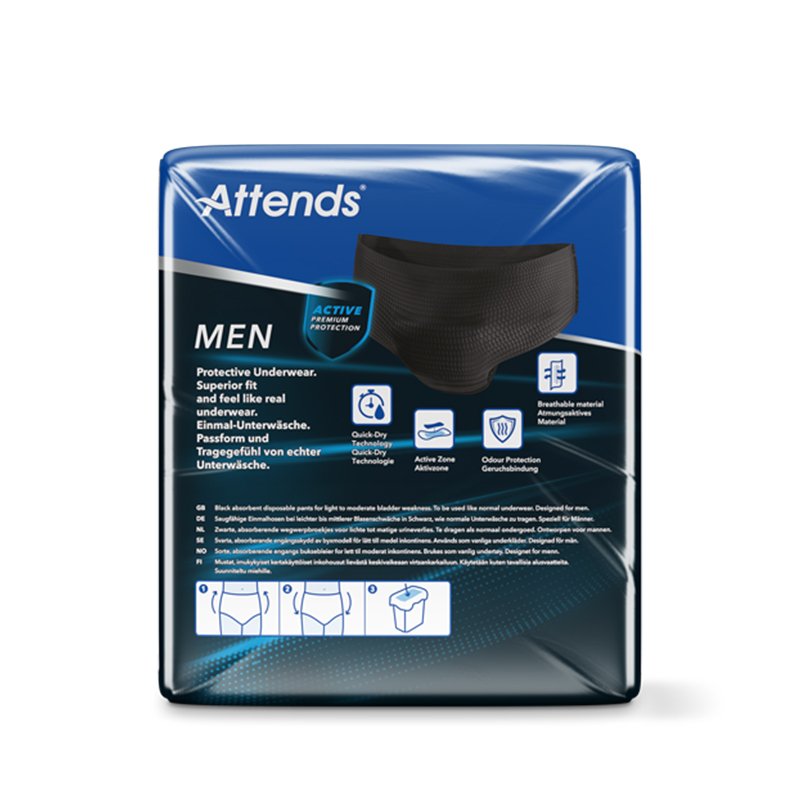 Attends®
ACTIVE
PREMIUM
PROTECTION
MEN
Protective Underwear.
Superior fit
and feel like real
underwear.
Einmal-Unterwäsche.
Passform und
Tragegefühl von echter
Unterwäsche.
Quick-Dry
Technology
Quick-Dry
Technologie
Active Zone
Aktivzone
Odour Protection
Geruchsbindung
Breathable material
Atmungsaktives
Material
GB Black absorbent disposable pants for light to moderate bladder weakness. To be used like normal underwear. Designed for men.
DE Saugfähige Einmalhosen bei leichter bis mittlerer Blasenschwäche in Schwarz, wie normale Unterwäsche zu tragen. Speziell für Männer.
NL Zwarte, absorberende wegwerpbroekjes voor lichte tot matige urineverlies. Te dragen als normaal ondergoed. Ontworpen voor mannen.
SE Svarta, absorberande engångsskydd av byxmodell för lätt till medel inkontinens. Används som vanliga underkläder. Designad för män.
NO Sorte, absorberende engangs buksebleier for lett til moderat inkontinens. Brukes som vanlig undertøy. Designet for menn.
FI Mustat, imukykyiset kertakäyttöiset inkohousut lievästä keskivaikeaan virtsankarkailuun. Käytetään kuten tavallisia alusvaatteita.
Suunniteltu miehille.
1 2 3